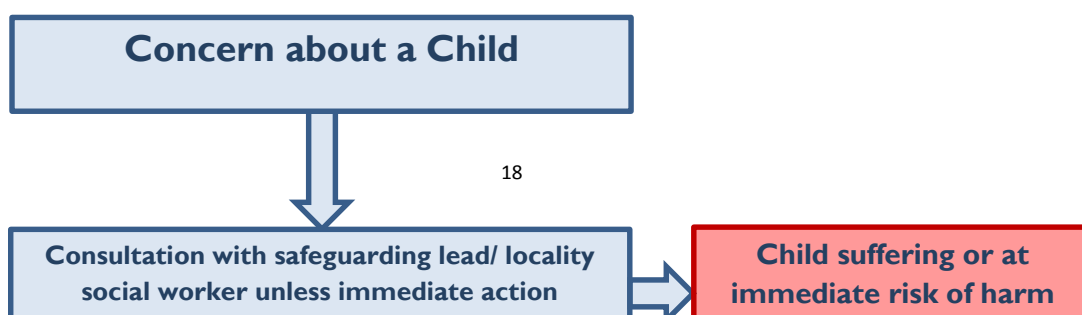 Concern about a Child
18
Consultation with safeguarding lead/ locality
social worker unless immediate action
Child suffering or at
immediate risk of harm